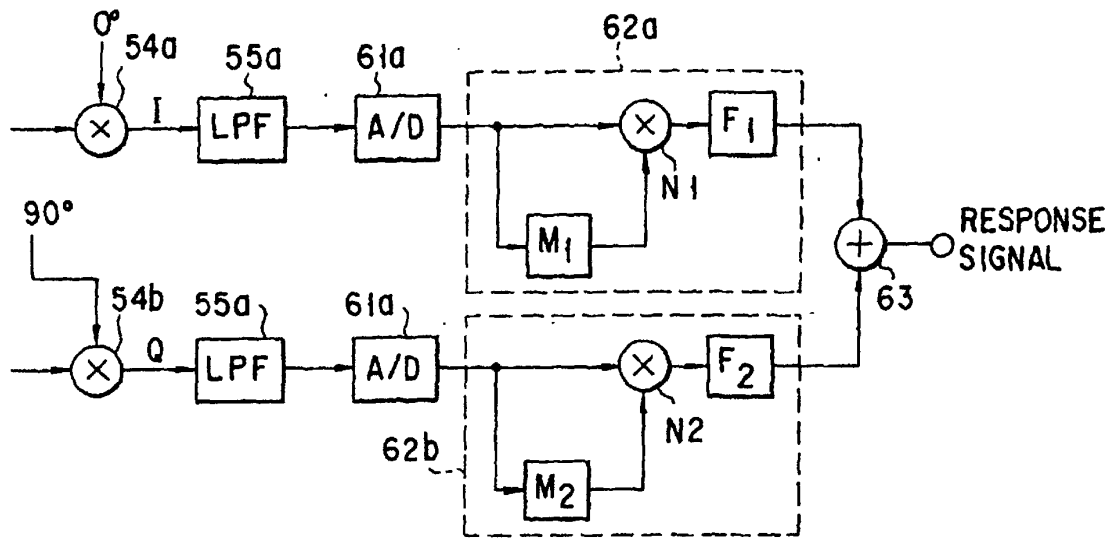 0°
54a
55a
61a
62a
I
LPF
A/D
×
F1
N1
M1
90°
54b
55a
61a
RESPONSE
SIGNAL
63
Q
LPF
A/D
F2
N2
62b
M2